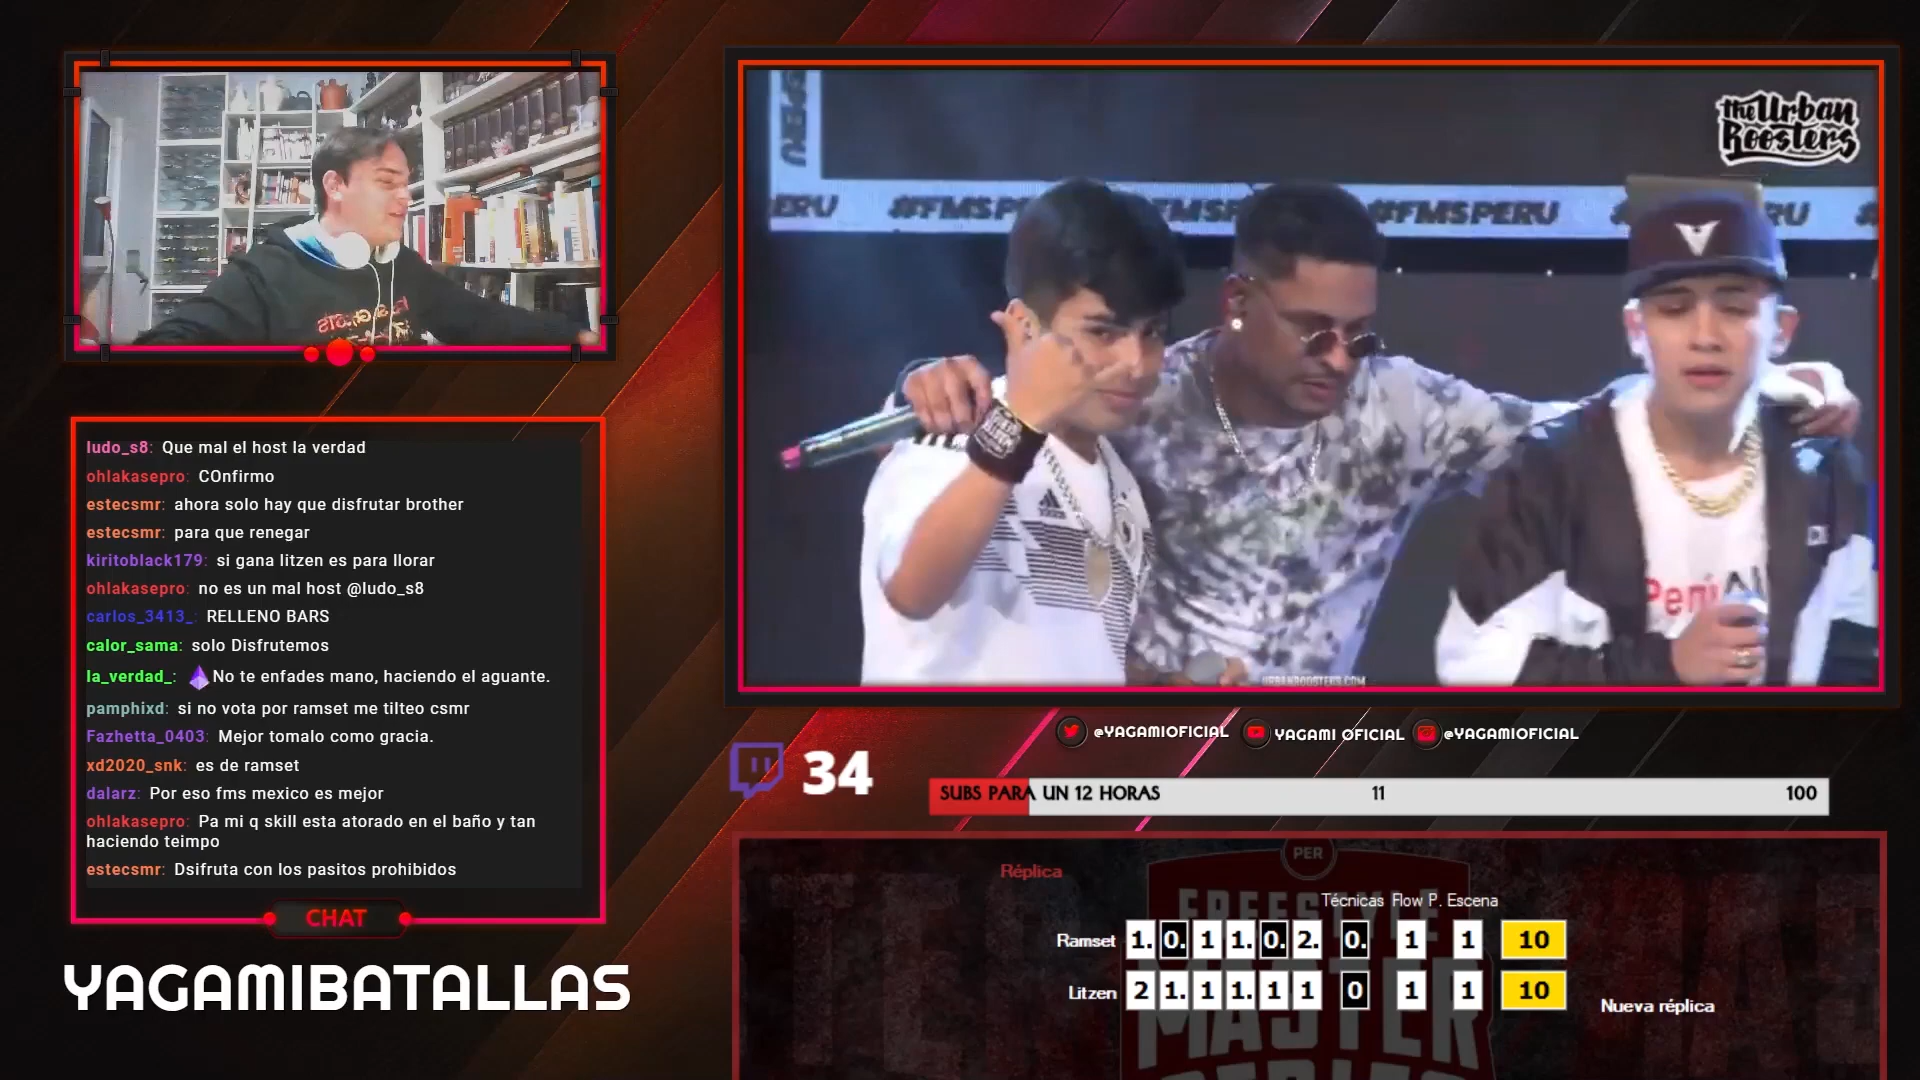 the Urban
Roosters
ERU
#FMSPERU
ludo_s8: Que mal el host la verdad
ohlakasepro: COnfirmo
estecsmr: ahora solo hay que disfrutar brother
estecsmr: para que renegar
kiritoblack179: si gana litzen es para llorar
ohlakasepro: no es un mal host @ludo_s8
carlos_3413_: RELLENO BARS
calor_sama: solo Disfrutemos
la_verdad_: No te enfades mano, haciendo el aguante.
pamphixd: si no vota por ramset me tilteo csmr
Fazhetta_0403: Mejor tomalo como gracia.
xd2020_snk: es de ramset
dalarz: Por eso fms mexico es mejor
ohlakasepro: Pa mi q skill esta atorado en el baño y tan
haciendo teimpo
estecsmr: Dsifruta con los pasitos prohibidos
CHAT
YAGAMIBATALLAS
URBANROOSTERS.COM
@YAGAMIOFICIAL YAGAMI OFICIAL @YAGAMIOFICIAL
34
SUBS PARA UN 12 HORAS 11 100
PER
FREESTYLE
MASTER
Réplica
Técnicas Flow P. Escena
Ramset 1. 0. 1 1. 0. 2. 0. 1 1 10
Litzen 2 1. 1 1. 1 1 0 1 1 10
Nueva réplica